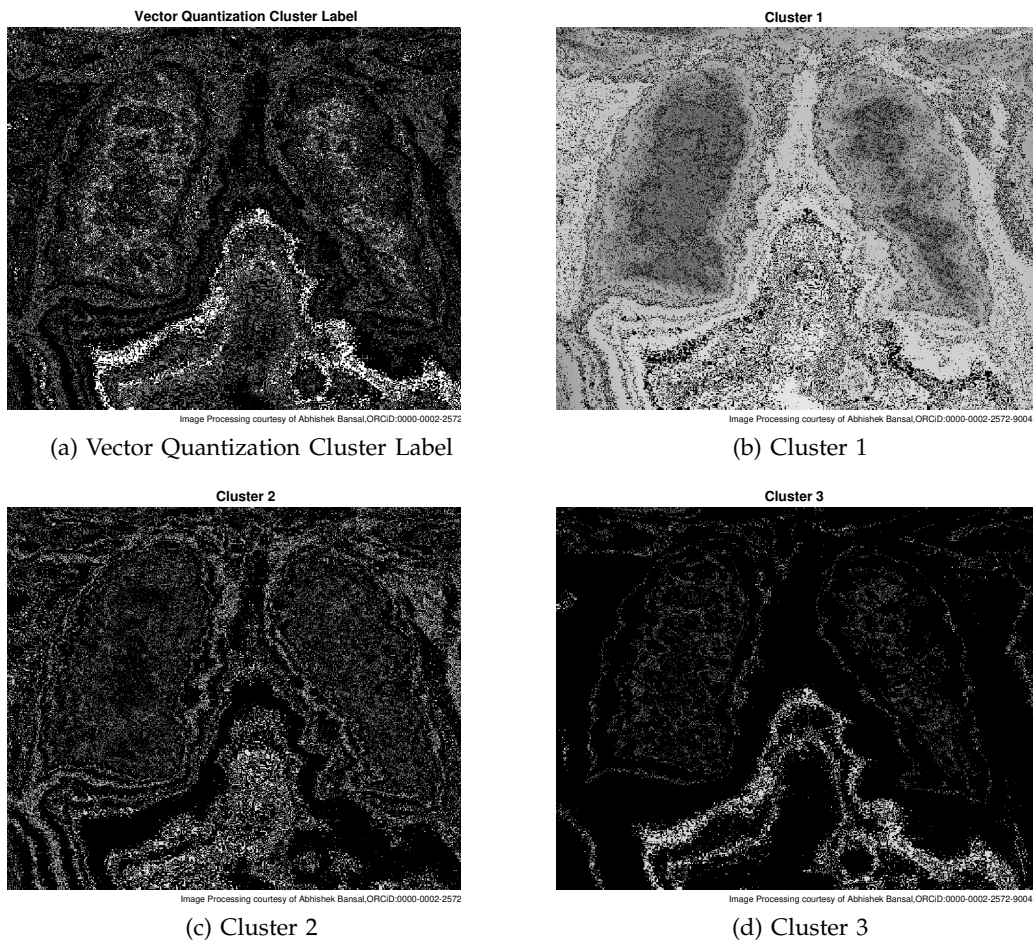 Vector Quantization Cluster Label
Cluster 1
Image Processing courtesy of Abhishek Bansal,ORCiD:0000-0002-2572
Image Processing courtesy of Abhishek Bansal,ORCiD:0000-0002-2572-9004
(a) Vector Quantization Cluster Label
(b) Cluster 1
Cluster 2
Cluster 3
Image Processing courtesy of Abhishek Bansal,ORCiD:0000-0002-2572
Image Processing courtesy of Abhishek Bansal,ORCiD:0000-0002-2572-9004
(c) Cluster 2
(d) Cluster 3